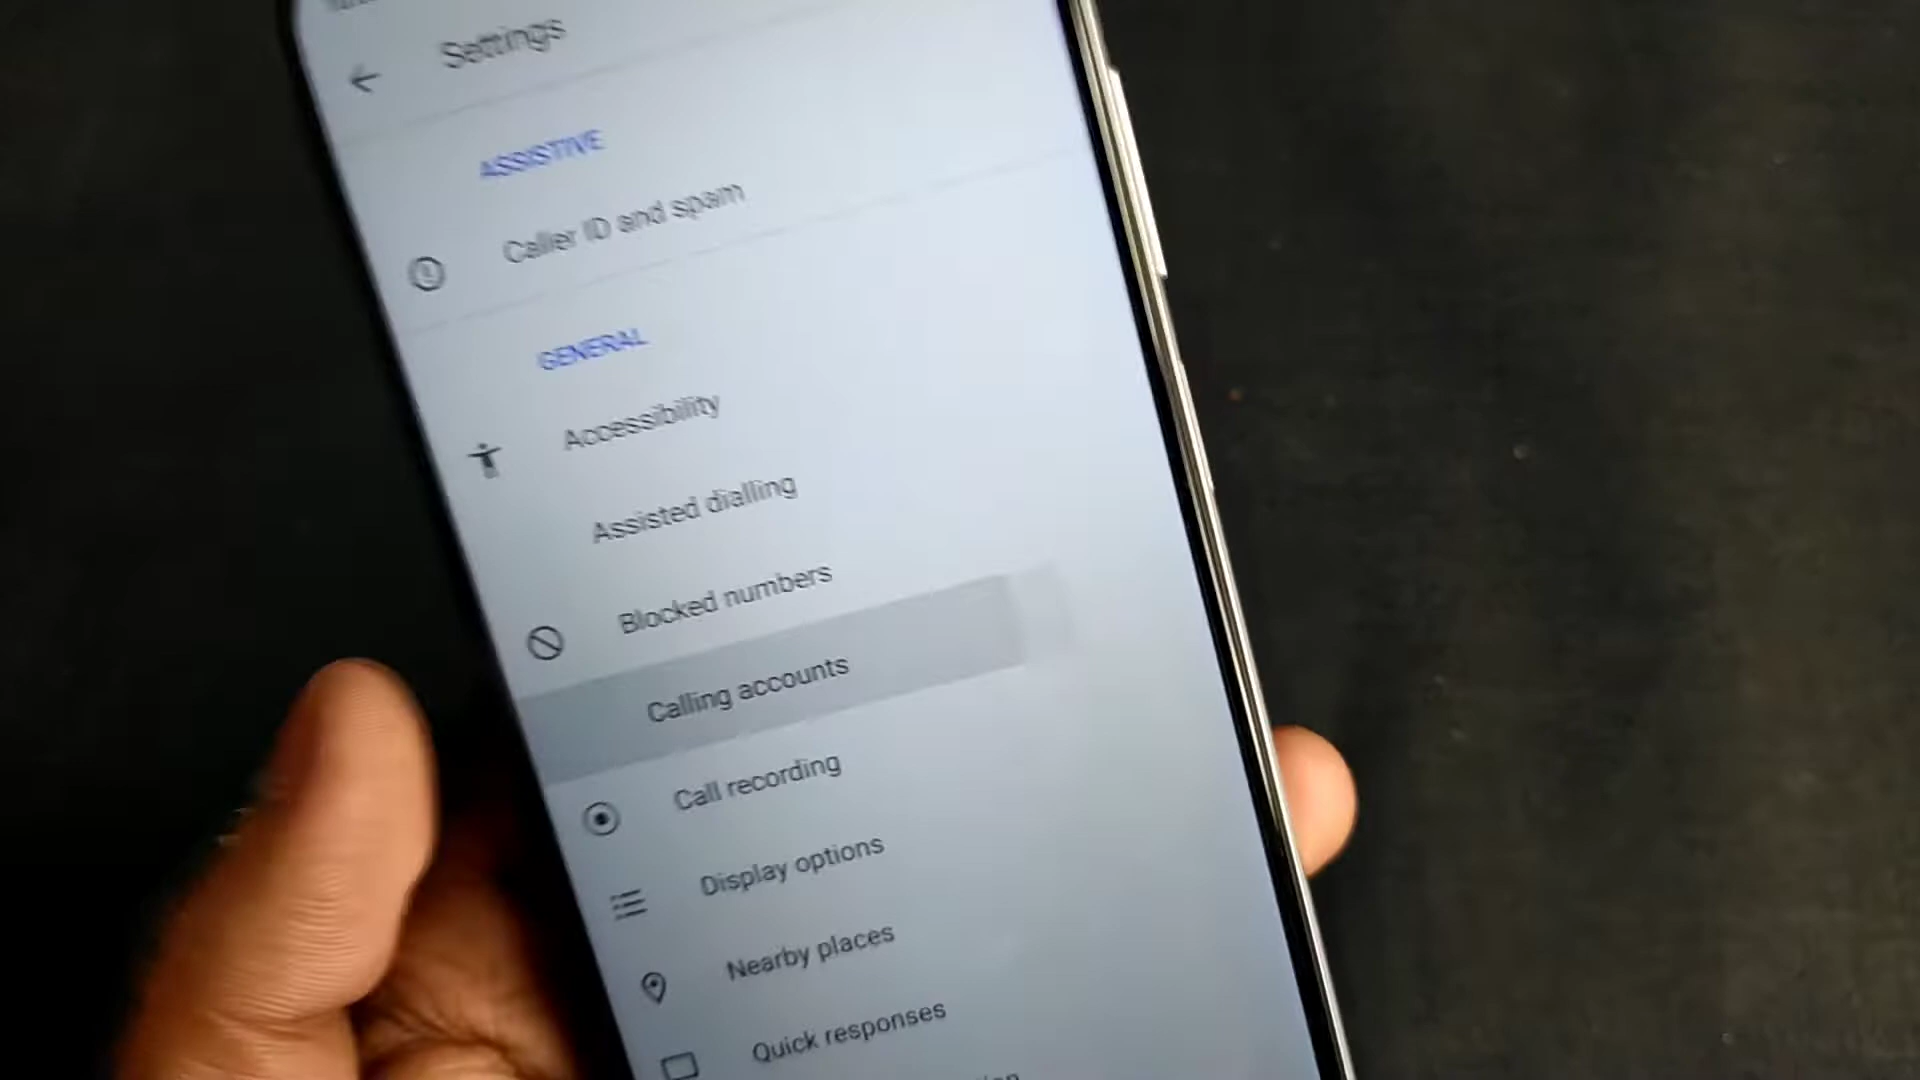 Settings
ASSISTIVE
Caller ID and spam
GENERAL
Accessibility
Assisted dialling
Blocked numbers
Calling accounts
Call recording
Display options
Nearby places
Quick responses